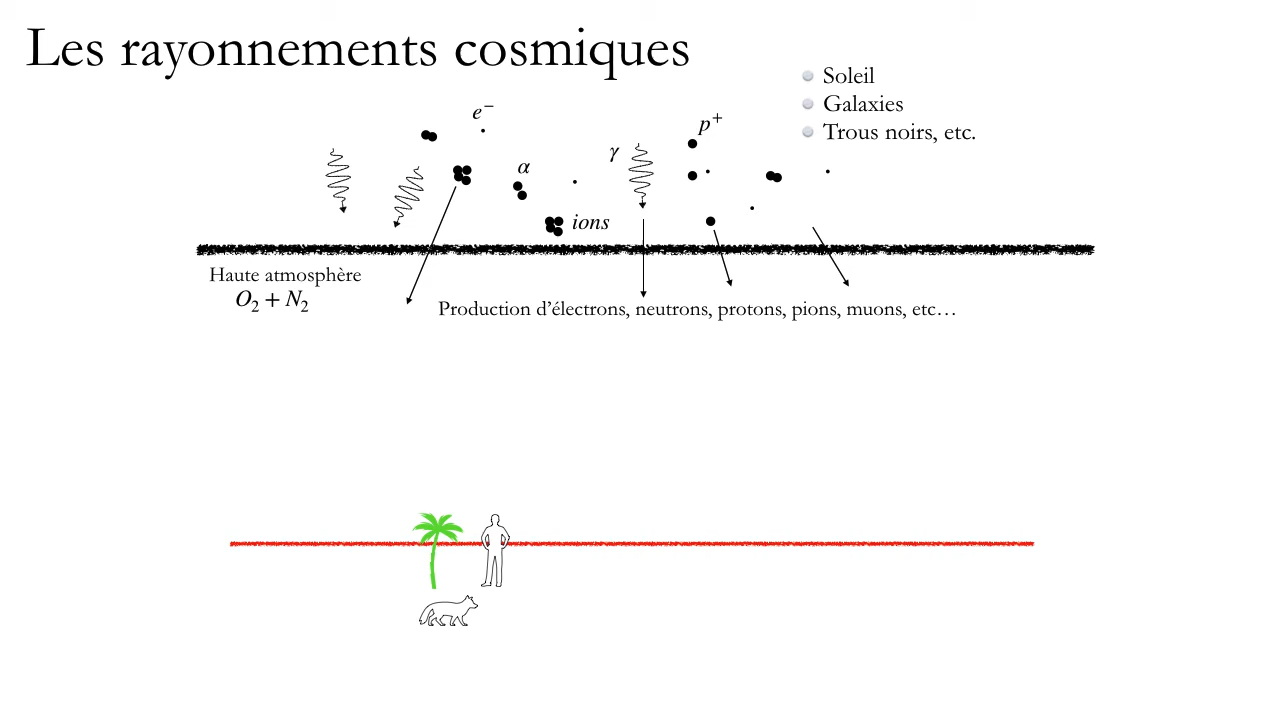 Les rayonnements cosmiques
Soleil
Galaxies
Trous noirs, etc.
e⁻
p⁺
γ
α
ions
Haute atmosphère
O₂ + N₂
Production d’électrons, neutrons, protons, pions, muons, etc…